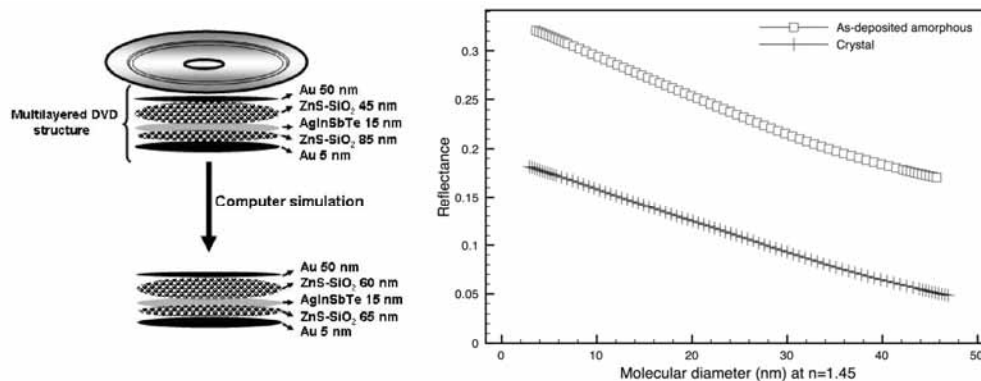 Multilayered DVD
structure
Au 50 nm
ZnS-SiO₂ 45 nm
AgInSbTe 15 nm
ZnS-SiO₂ 85 nm
Au 5 nm
Computer simulation
Au 50 nm
ZnS-SiO₂ 60 nm
AgInSbTe 15 nm
ZnS-SiO₂ 65 nm
Au 5 nm
As-deposited amorphous
Crystal
Reflectance
0.3
0.25
0.2
0.15
0.1
0.05
0 10 20 30 40 50
Molecular diameter (nm) at n=1.45